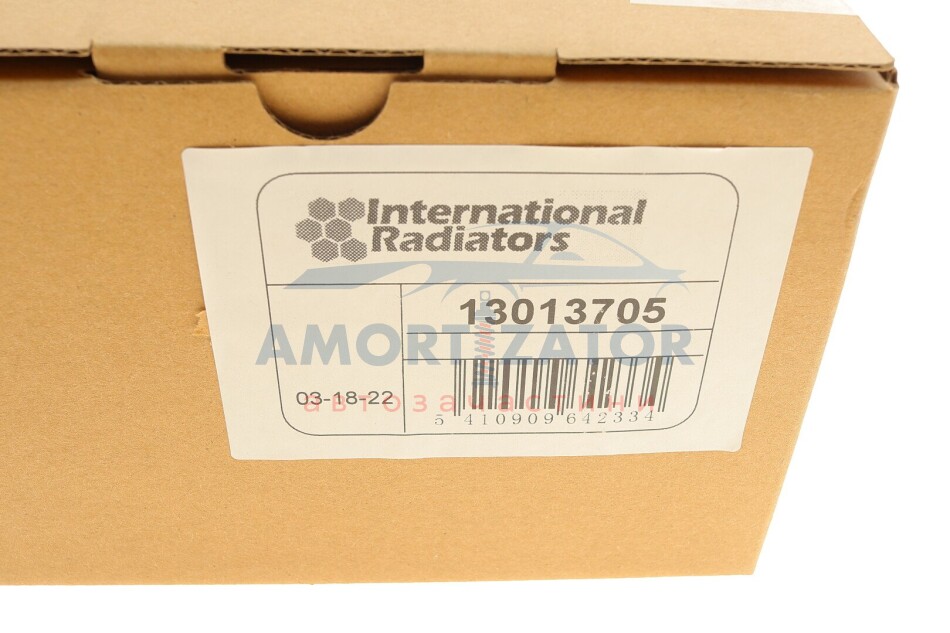 International
Radiators
13013705
AMORTIZATOR
03-18-22
автозапчастини
5 410909 642334